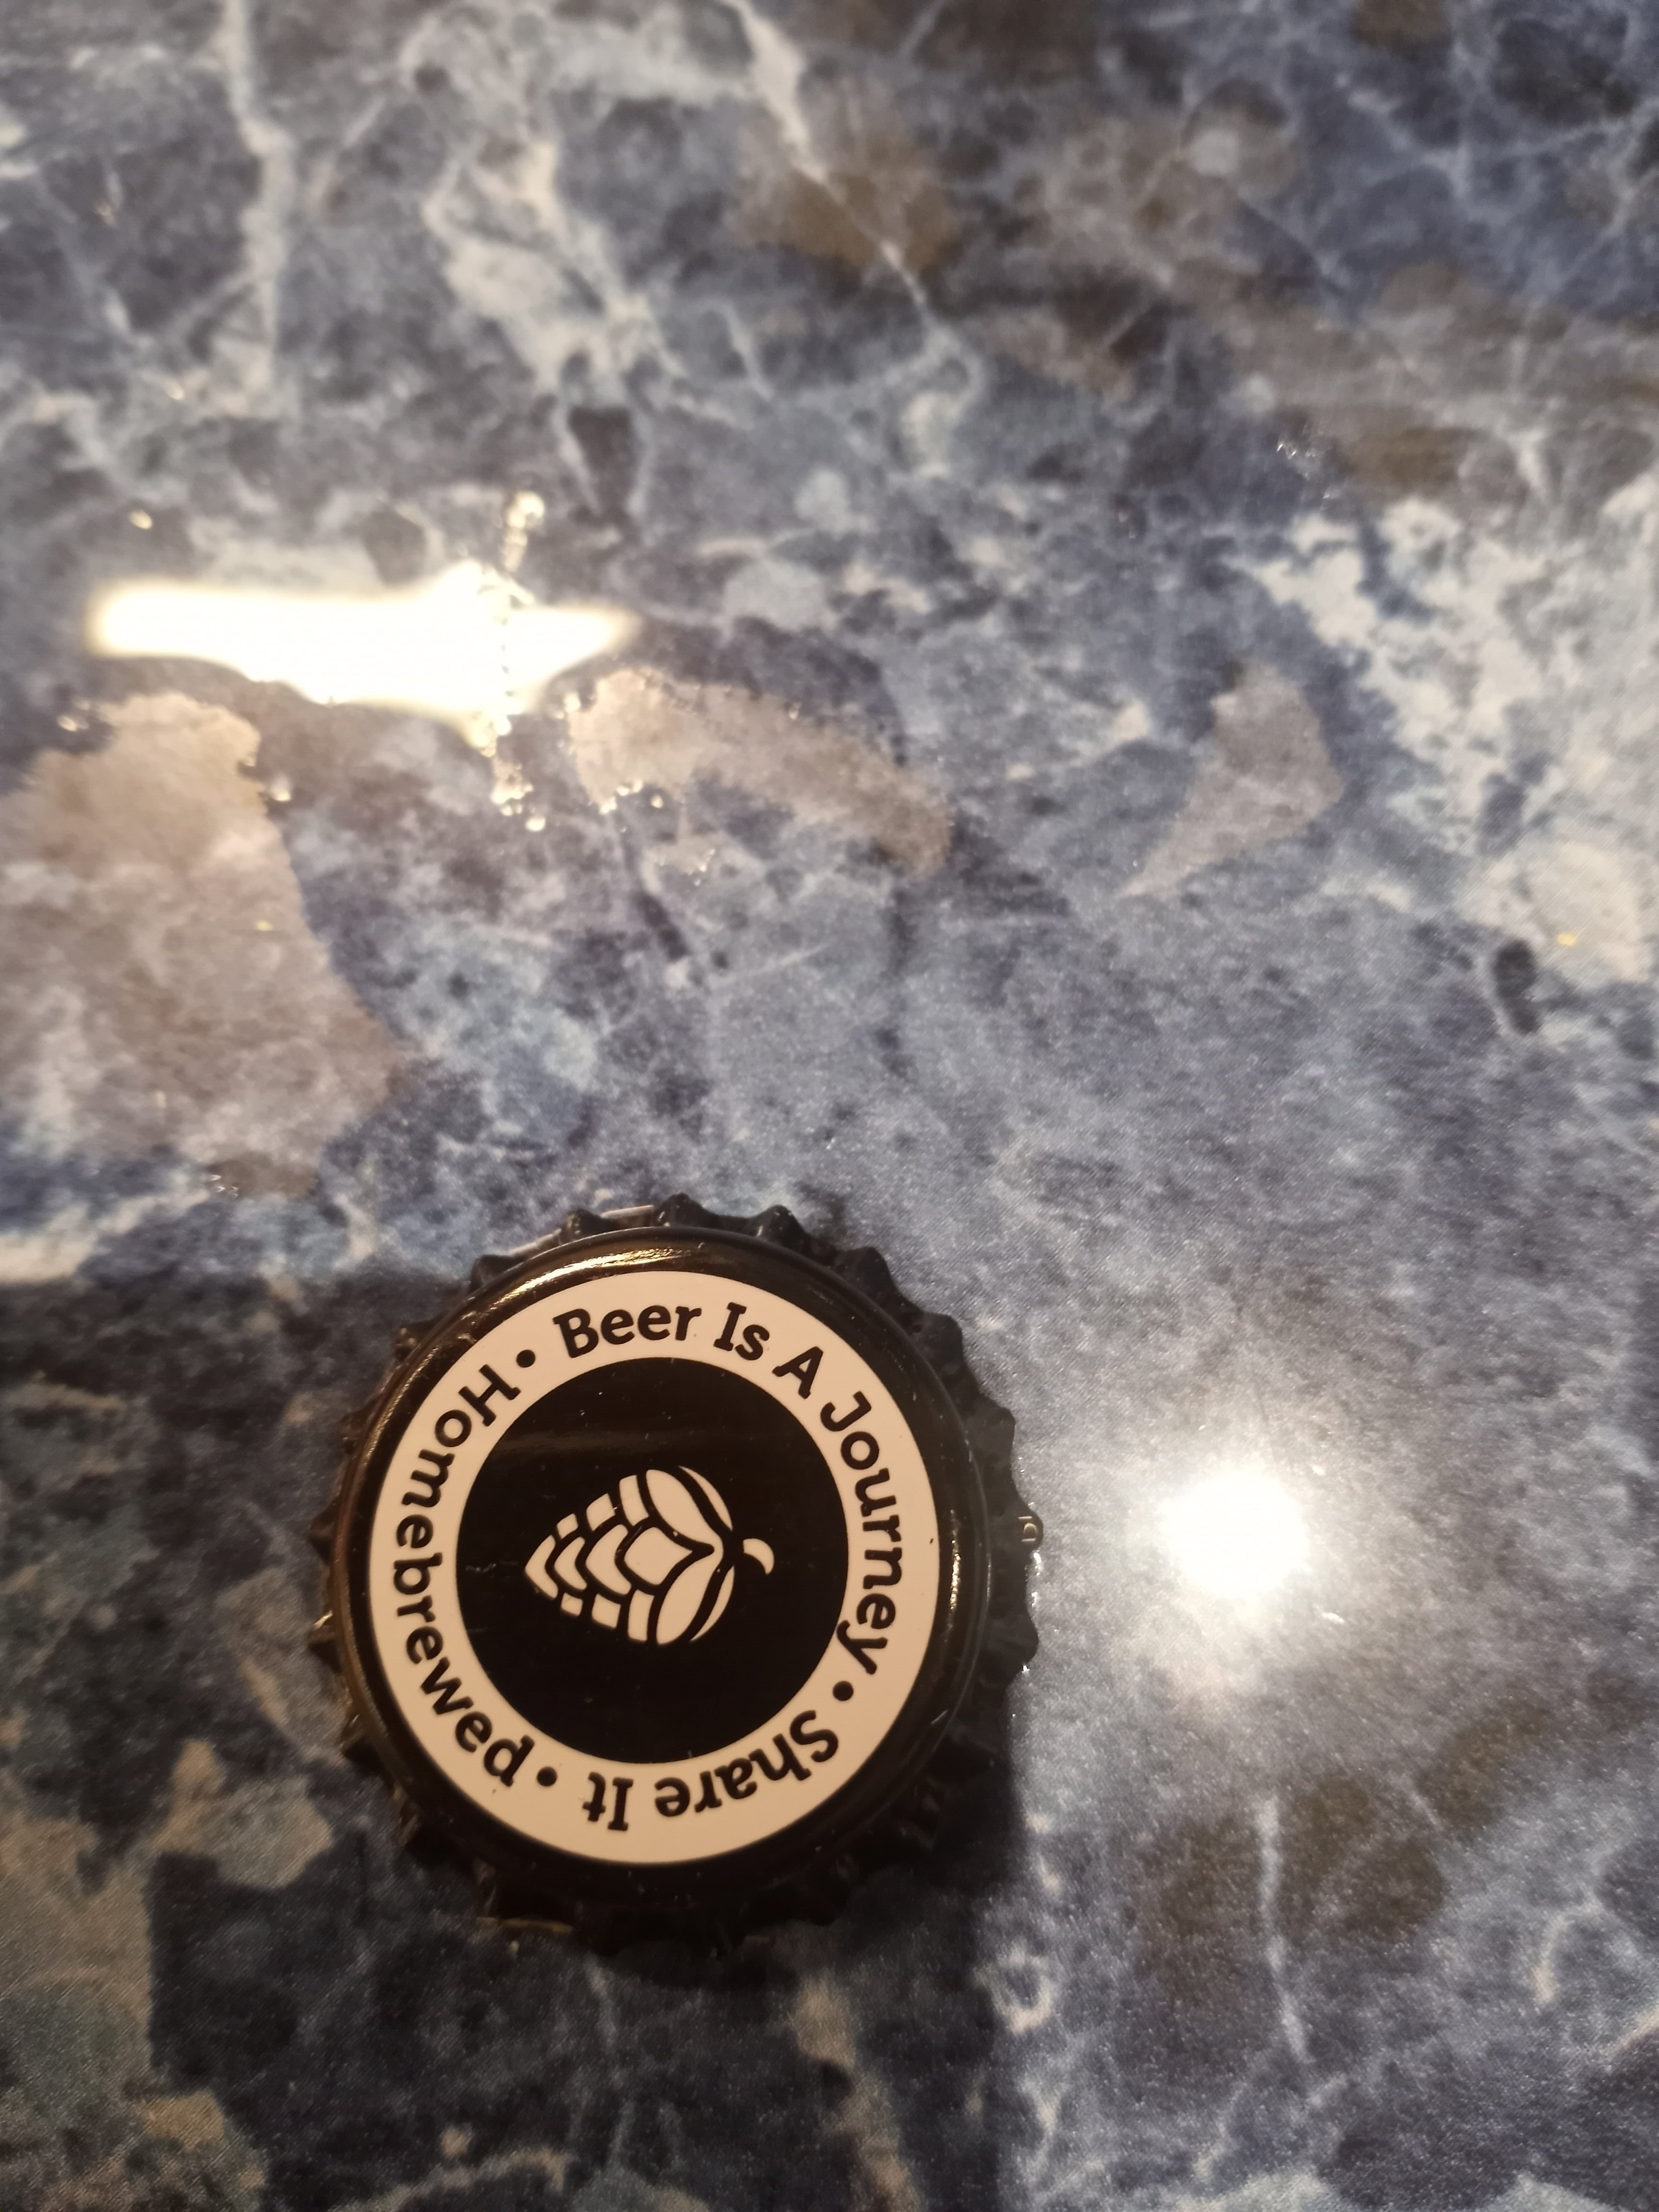 Beer Is A Journey • Share It • Homebrewed •